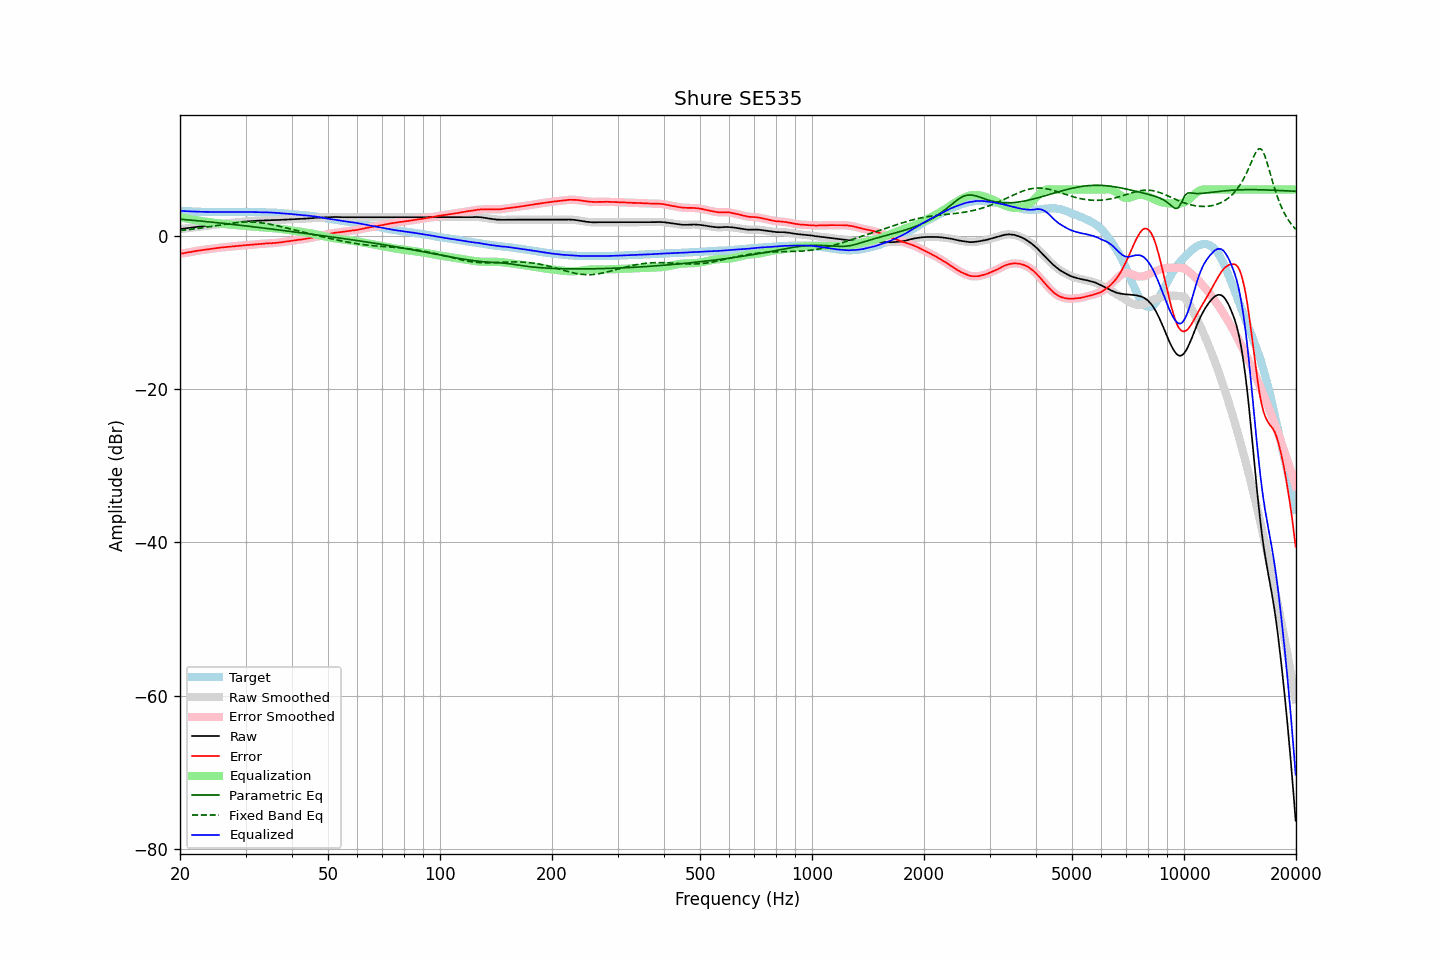 Shure SE535
Amplitude (dBr)
0
−20
−40
−60
−80
Target
Raw Smoothed
Error Smoothed
Raw
Error
Equalization
Parametric Eq
Fixed Band Eq
Equalized
20 50 100 200 500 1000 2000 5000 10000 20000
Frequency (Hz)